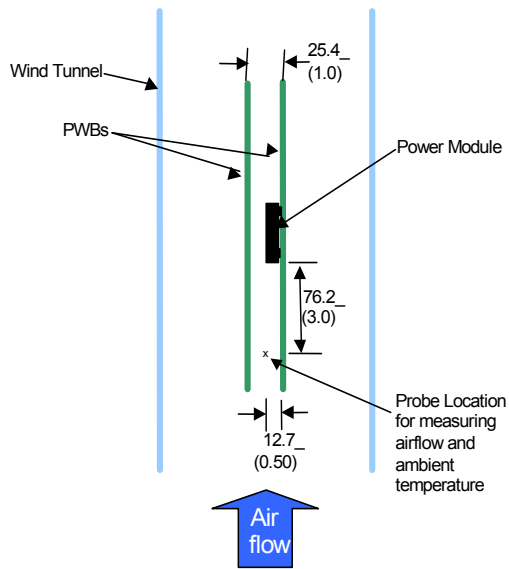 25.4_
(1.0)
Wind Tunnel
PWBs
Power Module
76.2_
(3.0)
x
Probe Location
for measuring
airflow and
ambient
temperature
12.7_
(0.50)
Air
flow